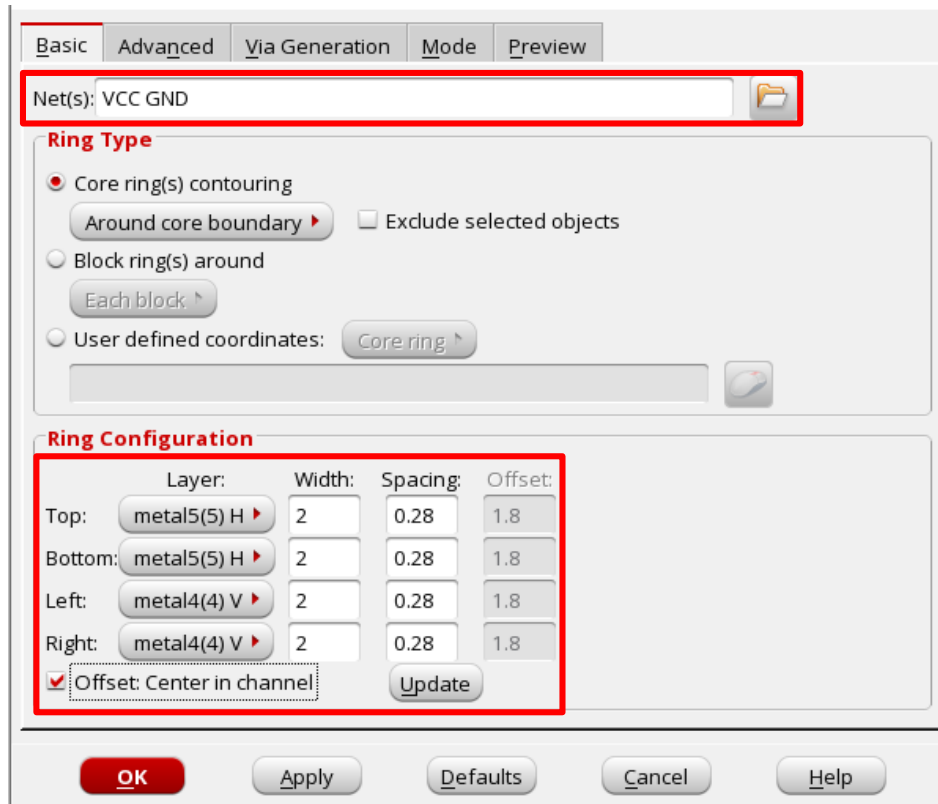 Basic Advanced Via Generation Mode Preview
Net(s): VCC GND
Ring Type
Core ring(s) contouring
Around core boundary Exclude selected objects
Block ring(s) around
Each block
User defined coordinates: Core ring
Ring Configuration
Layer: Width: Spacing: Offset:
Top: metal5(5) H 2 0.28 1.8
Bottom: metal5(5) H 2 0.28 1.8
Left: metal4(4) V 2 0.28 1.8
Right: metal4(4) V 2 0.28 1.8
Offset: Center in channel Update
OK Apply Defaults Cancel Help